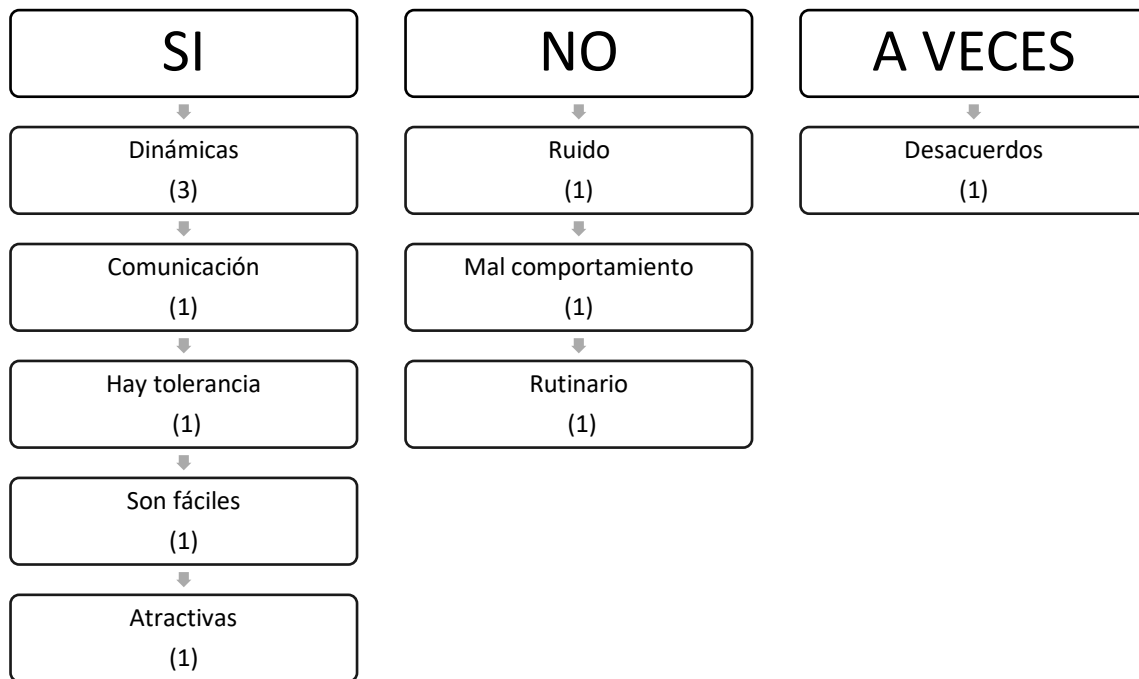 SI
Dinámicas
(3)
Comunicación
(1)
Hay tolerancia
(1)
Son fáciles
(1)
Atractivas
(1)
NO
Ruido
(1)
Mal comportamiento
(1)
Rutinario
(1)
A VECES
Desacuerdos
(1)